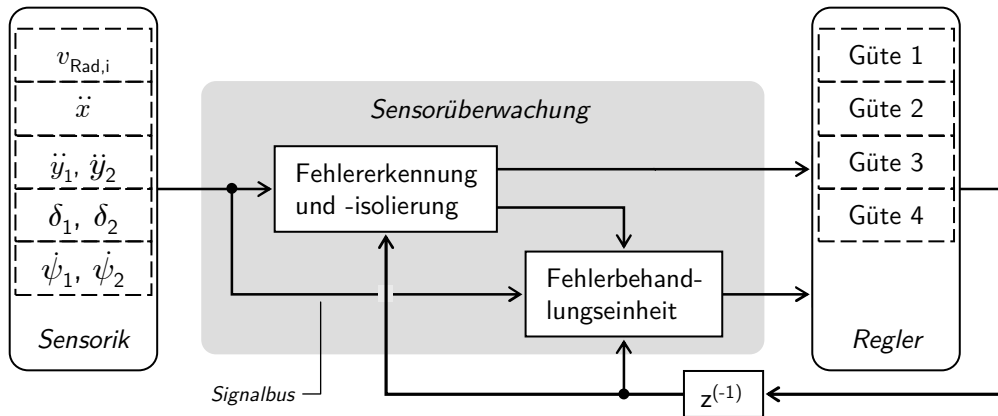 v_Rad,i
ẍ
ÿ_1, ÿ_2
δ_1, δ_2
ψ̇_1, ψ̇_2
Sensorik
Sensorüberwachung
Fehlererkennung
und -isolierung
Fehlerbehand-
lungseinheit
Signalbus
z^(-1)
Güte 1
Güte 2
Güte 3
Güte 4
Regler